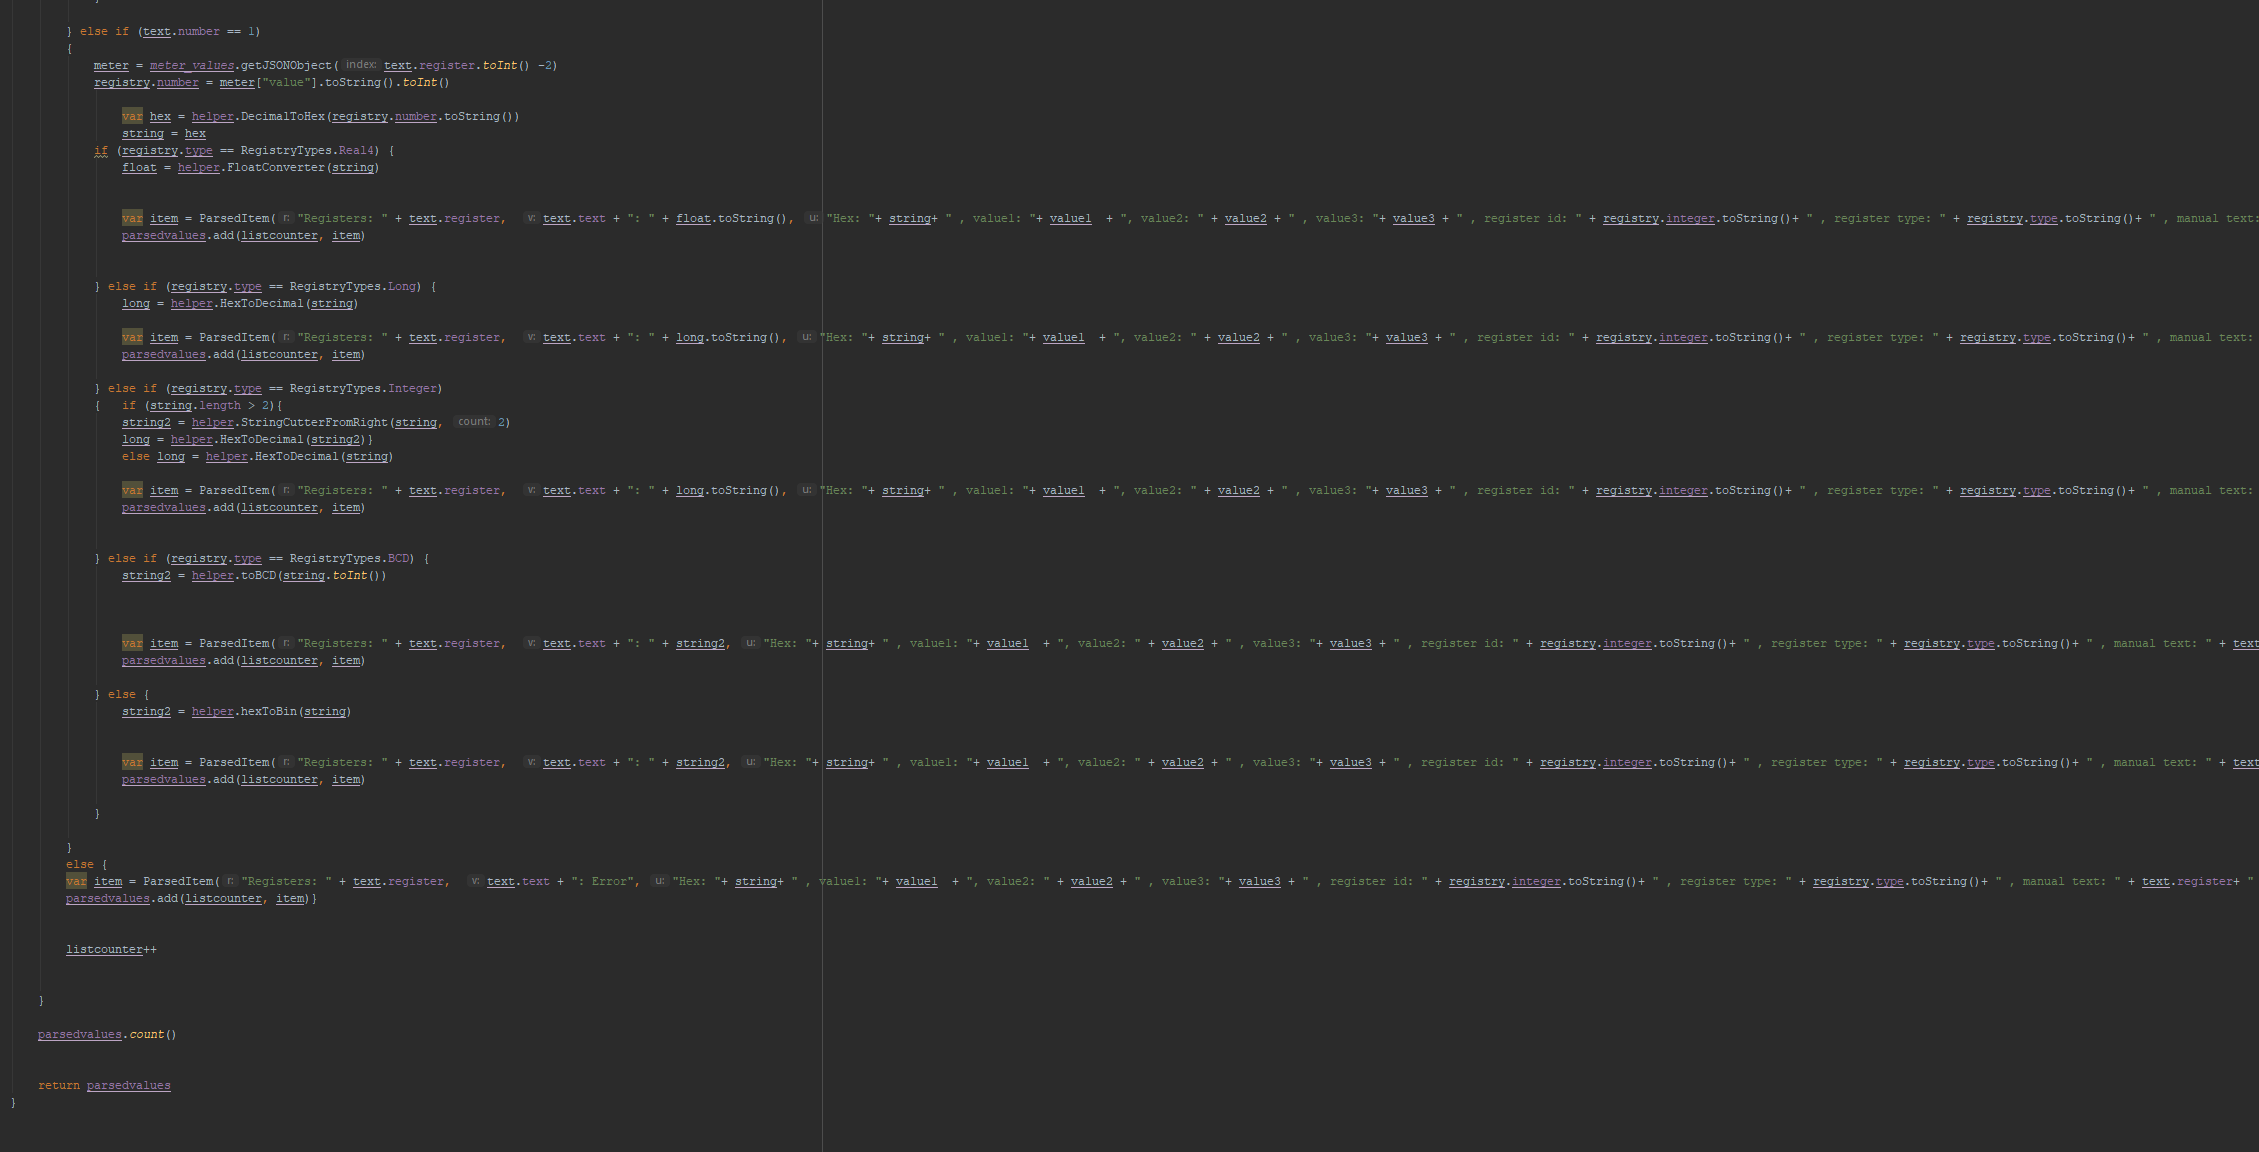 }
} else if (text.number == 1)
{
meter = meter_values.getJSONObject( index: text.register.toInt() -2)
registry.number = meter["value"].toString().toInt()
var hex = helper.DecimalToHex(registry.number.toString())
string = hex
if (registry.type == RegistryTypes.Real4) {
float = helper.FloatConverter(string)
var item = ParsedItem( r: "Registers: " + text.register, v: text.text + ": " + float.toString(), u: "Hex: "+ string+ " , value1: "+ value1 + ", value2: " + value2 + " , value3: "+ value3 + " , register id: " + registry.integer.toString()+ " , register type: " + registry.type.toString()+ " , manual text:
parsedvalues.add(listcounter, item)
} else if (registry.type == RegistryTypes.Long) {
long = helper.HexToDecimal(string)
var item = ParsedItem( r: "Registers: " + text.register, v: text.text + ": " + long.toString(), u: "Hex: "+ string+ " , value1: "+ value1 + ", value2: " + value2 + " , value3: "+ value3 + " , register id: " + registry.integer.toString()+ " , register type: " + registry.type.toString()+ " , manual text:
parsedvalues.add(listcounter, item)
} else if (registry.type == RegistryTypes.Integer)
{ if (string.length > 2){
string2 = helper.StringCutterFromRight(string, count: 2)
long = helper.HexToDecimal(string2)}
else long = helper.HexToDecimal(string)
var item = ParsedItem( r: "Registers: " + text.register, v: text.text + ": " + long.toString(), u: "Hex: "+ string+ " , value1: "+ value1 + ", value2: " + value2 + " , value3: "+ value3 + " , register id: " + registry.integer.toString()+ " , register type: " + registry.type.toString()+ " , manual text:
parsedvalues.add(listcounter, item)
} else if (registry.type == RegistryTypes.BCD) {
string2 = helper.toBCD(string.toInt())
var item = ParsedItem( r: "Registers: " + text.register, v: text.text + ": " + string2, u: "Hex: "+ string+ " , value1: "+ value1 + ", value2: " + value2 + " , value3: "+ value3 + " , register id: " + registry.integer.toString()+ " , register type: " + registry.type.toString()+ " , manual text: " + text
parsedvalues.add(listcounter, item)
} else {
string2 = helper.hexToBin(string)
var item = ParsedItem( r: "Registers: " + text.register, v: text.text + ": " + string2, u: "Hex: "+ string+ " , value1: "+ value1 + ", value2: " + value2 + " , value3: "+ value3 + " , register id: " + registry.integer.toString()+ " , register type: " + registry.type.toString()+ " , manual text: " + text
parsedvalues.add(listcounter, item)
}
}
else {
var item = ParsedItem( r: "Registers: " + text.register, v: text.text + ": Error", u: "Hex: "+ string+ " , value1: "+ value1 + ", value2: " + value2 + " , value3: "+ value3 + " , register id: " + registry.integer.toString()+ " , register type: " + registry.type.toString()+ " , manual text: " + text.register+ "
parsedvalues.add(listcounter, item)}
listcounter++
}
parsedvalues.count()
return parsedvalues
}